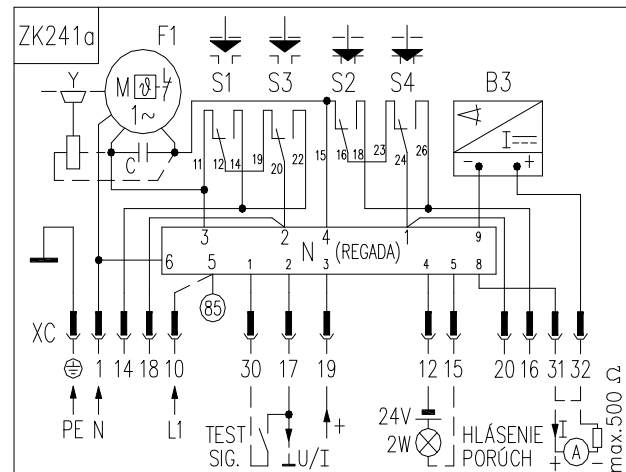 ZK241a
F1
S1 S3 S2 S4 B3
Y
M ϑ
1~
I
- +
C
11 12 14 19 20 22 15 16 18 23 24 26
3 2 4 1 9
N (REGADA)
6 5 1 2 3 4 5 8
85
XC
1 14 18 10 30 17 19 12 15 20 16 31 32
PE N L1
TEST
SIG.
U/I
+
24V
2W
HLÁSENIE
PORÚCH
I
+
A
max.500 Ω